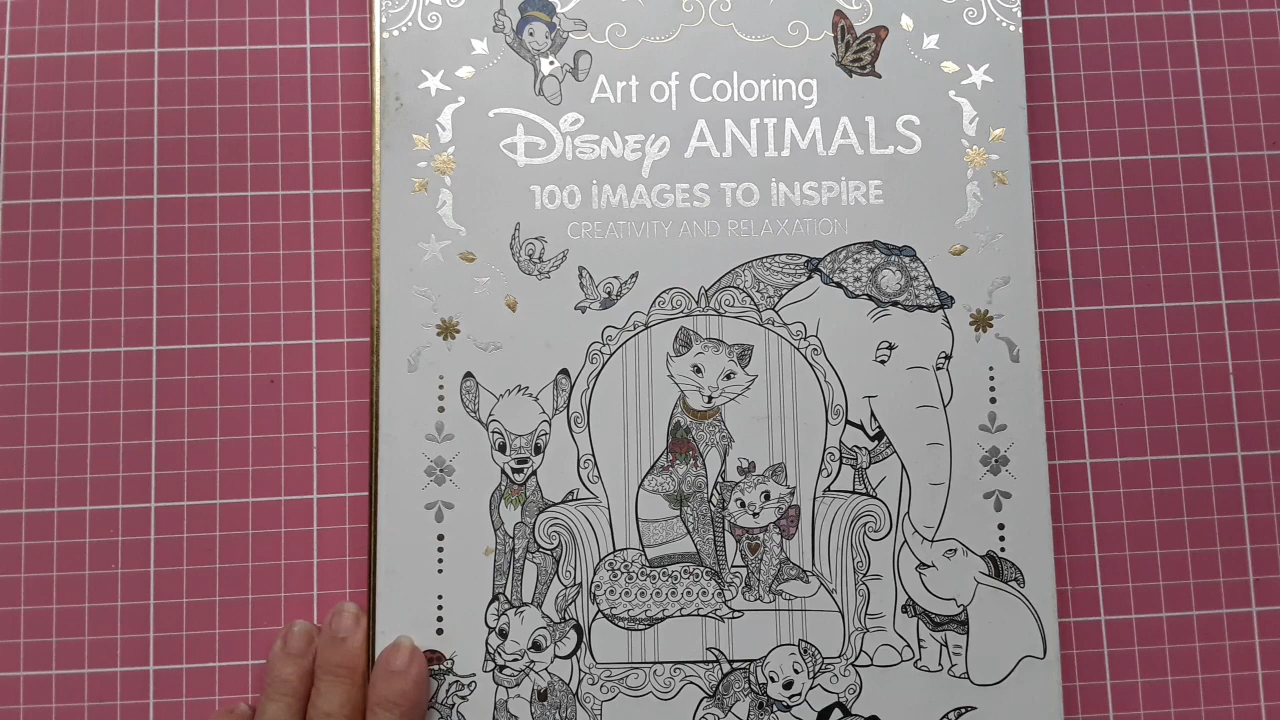 Art of Coloring
Disney ANIMALS
100 IMAGES TO INSPIRE
CREATIVITY AND RELAXATION